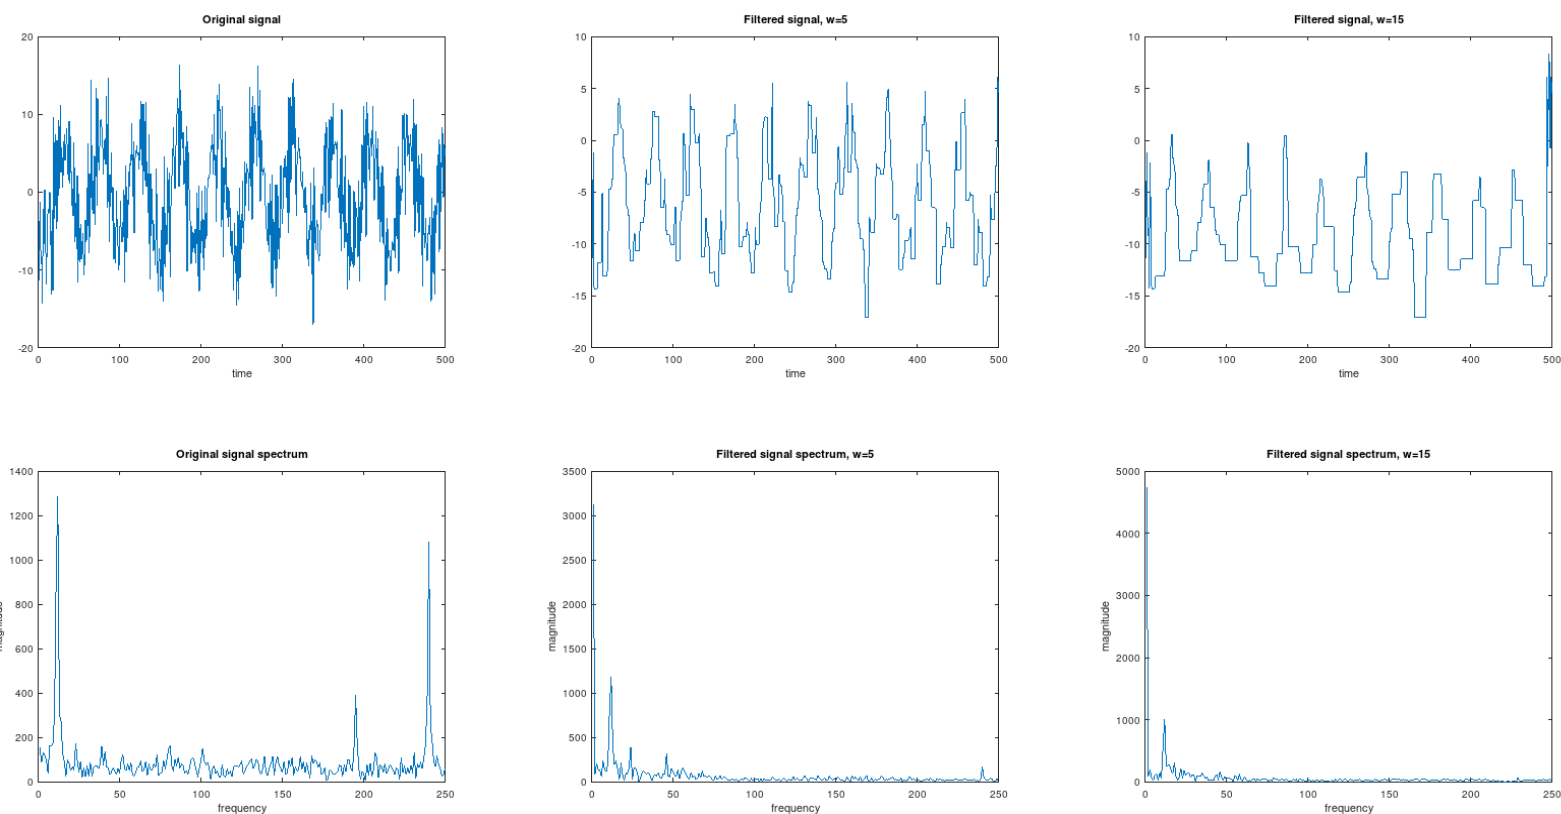 Original signal
20
10
0
-10
-20
0 100 200 300 400 500
time
Filtered signal, w=5
10
5
0
-5
-10
-15
-20
0 100 200 300 400 500
time
Filtered signal, w=15
10
5
0
-5
-10
-15
-20
0 100 200 300 400 500
time
Original signal spectrum
1400
1200
1000
800
600
400
200
0
0 50 100 150 200 250
frequency
Filtered signal spectrum, w=5
magnitude
3500
3000
2500
2000
1500
1000
500
0
0 50 100 150 200 250
frequency
Filtered signal spectrum, w=15
magnitude
5000
4000
3000
2000
1000
0
0 50 100 150 200 250
frequency